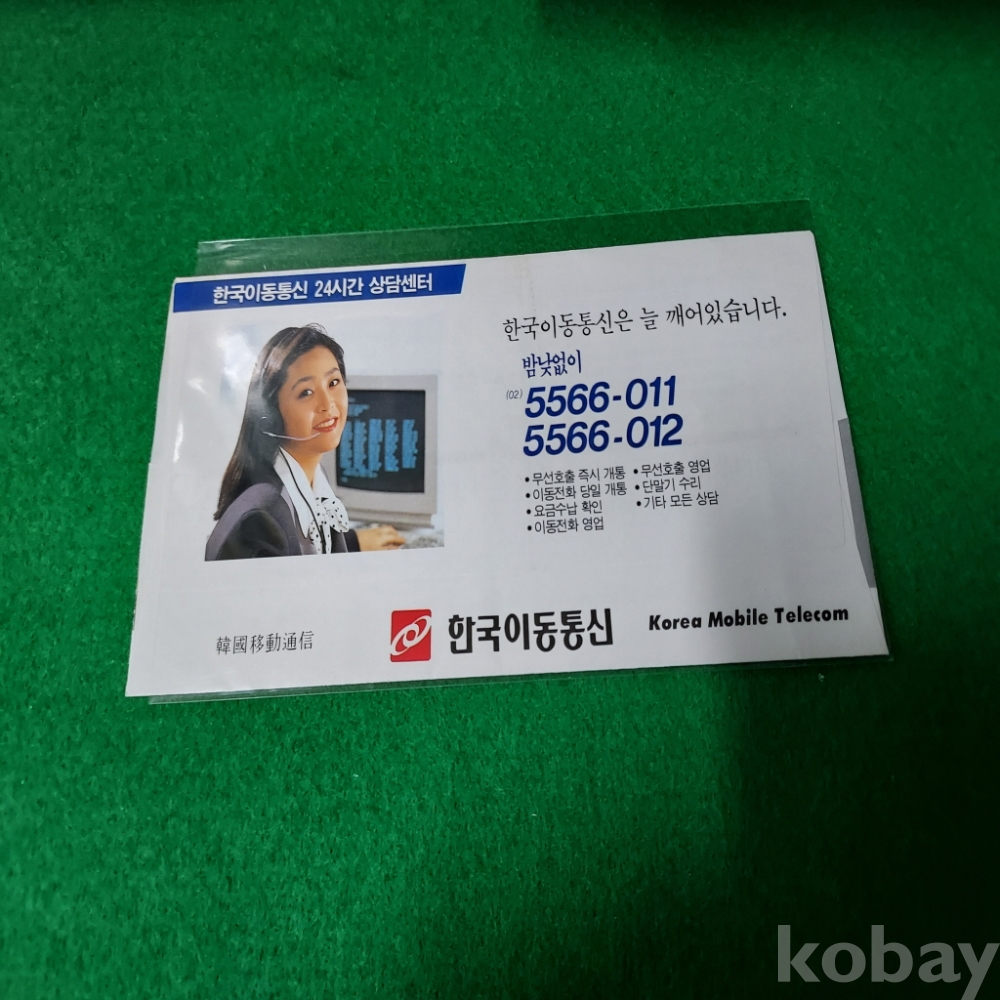 한국이동통신 24시간 상담센터
한국이동통신은 늘 깨어있습니다.
밤낮없이
(02) 5566-011
5566-012
• 무선호출 즉시 개통
• 이동전화 당일 개통
• 요금수납 확인
• 이동전화 영업
• 무선호출 영업
• 단말기 수리
• 기타 모든 상담
韓國移動通信
한국이동통신
Korea Mobile Telecom
kobay